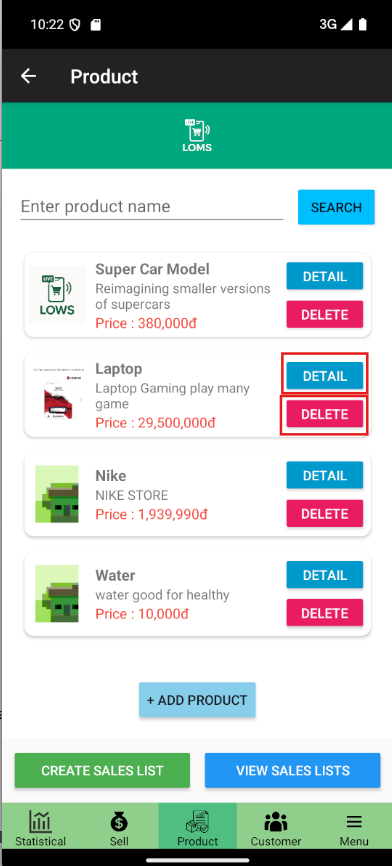 10:22
3G
Product
LIVE
LOMS
Enter product name
SEARCH
LIVE
LOWS
Super Car Model
Reimagining smaller versions
of supercars
Price : 380,000đ
DETAIL
DELETE
Laptop
Laptop Gaming play many
game
Price : 29,500,000đ
DETAIL
DELETE
Nike
NIKE STORE
Price : 1,939,990đ
DETAIL
DELETE
Water
water good for healthy
Price : 10,000đ
DETAIL
DELETE
+ ADD PRODUCT
CREATE SALES LIST
VIEW SALES LISTS
Statistical
Sell
Product
Customer
Menu